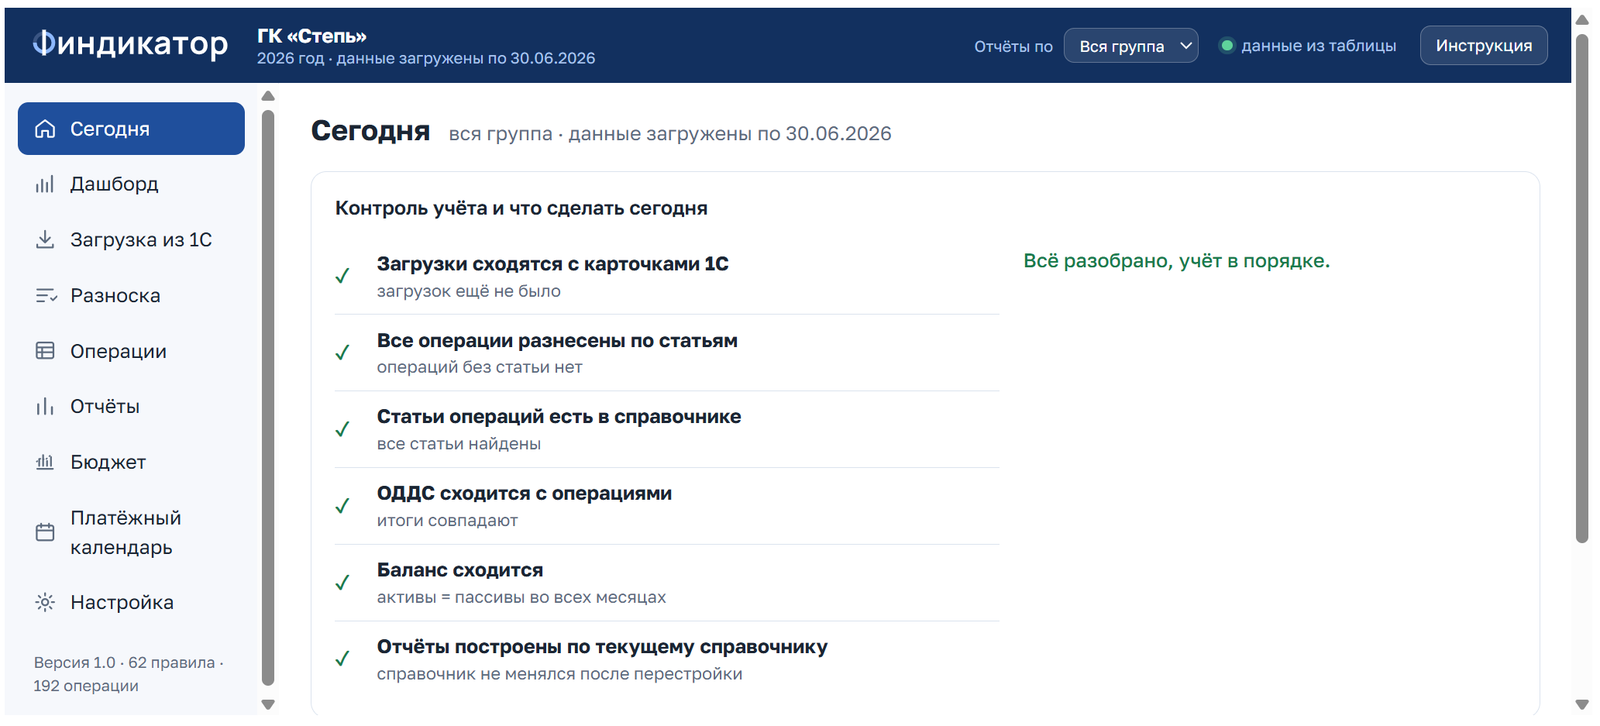 Финдикатор
ГК «Степь»
2026 год · данные загружены по 30.06.2026
Отчёты по
Вся группа
данные из таблицы
Инструкция
Сегодня
Дашборд
Загрузка из 1С
Разноска
Операции
Отчёты
Бюджет
Платёжный
календарь
Настройка
Версия 1.0 · 62 правила ·
192 операции
Сегодня вся группа · данные загружены по 30.06.2026
Контроль учёта и что сделать сегодня
Загрузки сходятся с карточками 1С
загрузок ещё не было
Все операции разнесены по статьям
операций без статьи нет
Статьи операций есть в справочнике
все статьи найдены
ОДДС сходится с операциями
итоги совпадают
Баланс сходится
активы = пассивы во всех месяцах
Отчёты построены по текущему справочнику
справочник не менялся после перестройки
Всё разобрано, учёт в порядке.